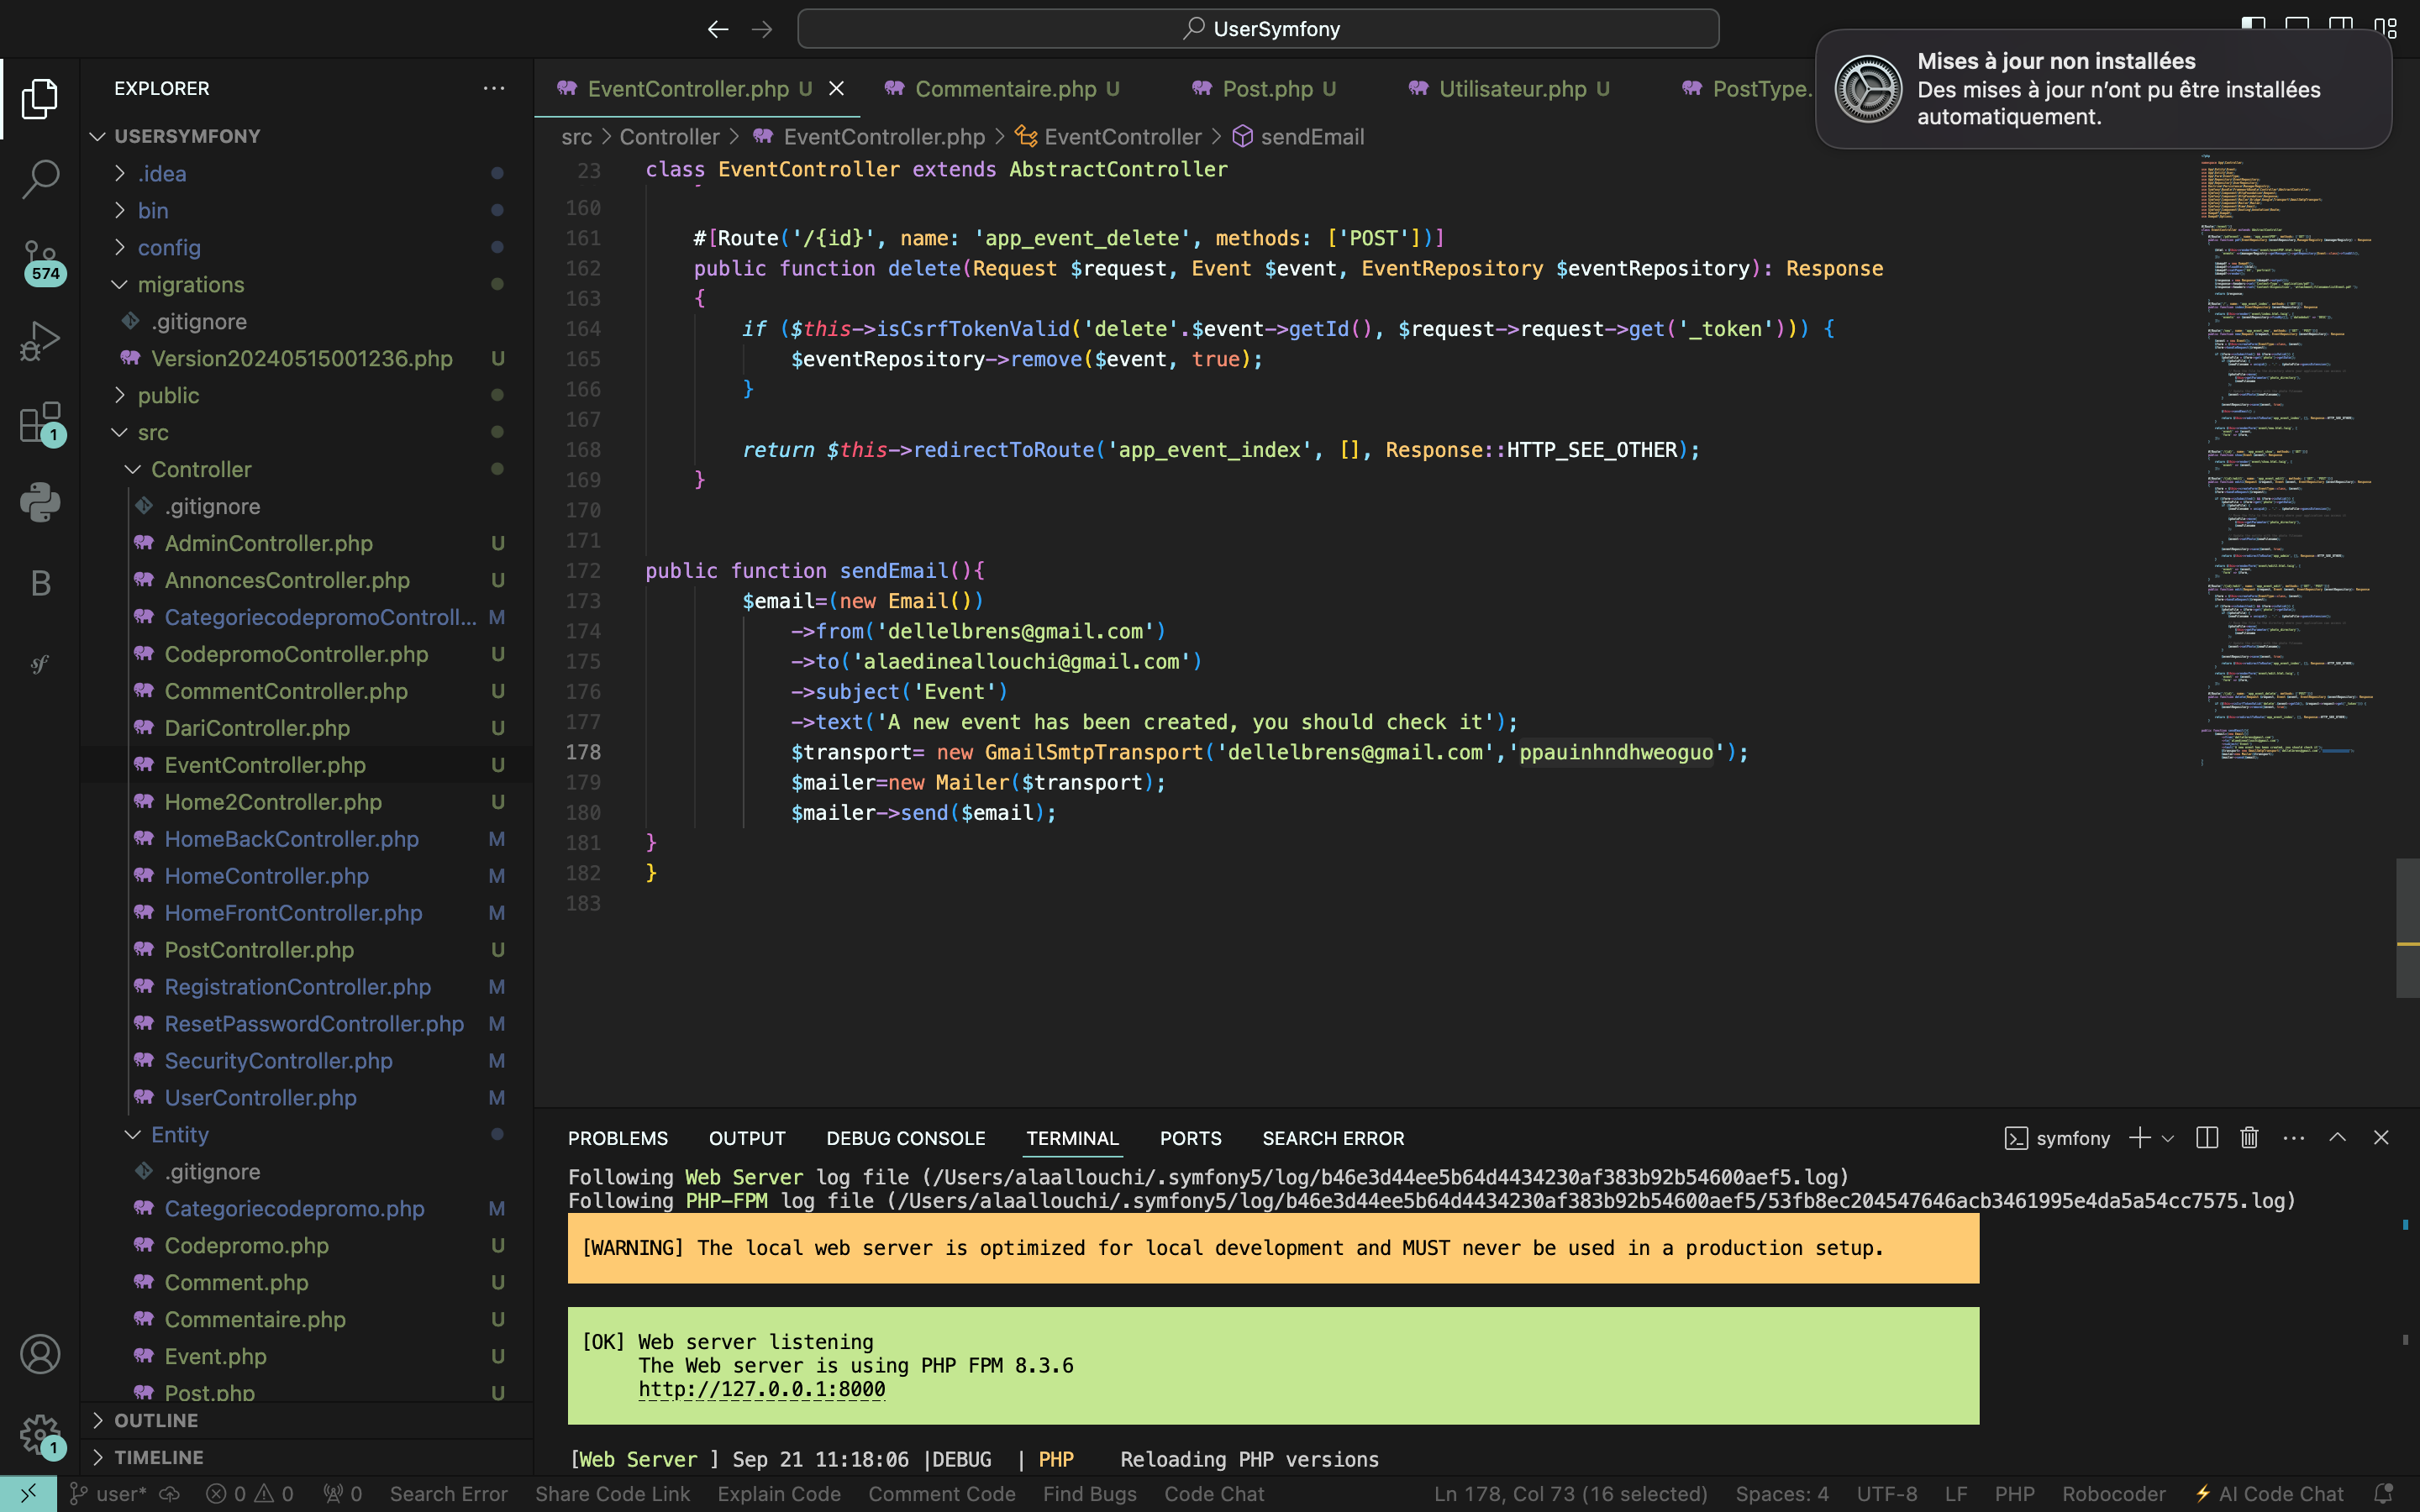 UserSymfony
Mises à jour non installées
Des mises à jour n’ont pu être installées
automatiquement.
EXPLORER
USERSYMFONY
.idea
bin
config
migrations
.gitignore
Version20240515001236.php U
public
src
Controller
.gitignore
AdminController.php U
AnnoncesController.php U
CategoriecodepromoControll... M
CodepromoController.php U
CommentController.php U
DariController.php U
EventController.php U
Home2Controller.php U
HomeBackController.php M
HomeController.php M
HomeFrontController.php M
PostController.php U
RegistrationController.php M
ResetPasswordController.php M
SecurityController.php M
UserController.php M
Entity
.gitignore
Categoriecodepromo.php M
Codepromo.php U
Comment.php U
Commentaire.php U
Event.php U
Post.php U
OUTLINE
TIMELINE
574
1
B
sf
1
EventController.php U
Commentaire.php U
Post.php U
Utilisateur.php U
PostType.
src > Controller > EventController.php > EventController > sendEmail
23 class EventController extends AbstractController
160
161 #[Route('/{id}', name: 'app_event_delete', methods: ['POST'])]
162 public function delete(Request $request, Event $event, EventRepository $eventRepository): Response
163 {
164 if ($this->isCsrfTokenValid('delete'.$event->getId(), $request->request->get('_token'))) {
165 $eventRepository->remove($event, true);
166 }
167
168 return $this->redirectToRoute('app_event_index', [], Response::HTTP_SEE_OTHER);
169 }
170
171
172 public function sendEmail(){
173 $email=(new Email())
174 ->from('dellelbrens@gmail.com')
175 ->to('alaedineallouchi@gmail.com')
176 ->subject('Event')
177 ->text('A new event has been created, you should check it');
178 $transport= new GmailSmtpTransport('dellelbrens@gmail.com','ppauinhndhweoguo');
179 $mailer=new Mailer($transport);
180 $mailer->send($email);
181 }
182 }
183
PROBLEMS OUTPUT DEBUG CONSOLE TERMINAL PORTS SEARCH ERROR
symfony
Following Web Server log file (/Users/alaallouchi/.symfony5/log/b46e3d44ee5b64d4434230af383b92b54600aef5.log)
Following PHP-FPM log file (/Users/alaallouchi/.symfony5/log/b46e3d44ee5b64d4434230af383b92b54600aef5/53fb8ec204547646acb3461995e4da5a54cc7575.log)
[WARNING] The local web server is optimized for local development and MUST never be used in a production setup.
[OK] Web server listening
The Web server is using PHP FPM 8.3.6
http://127.0.0.1:8000
[Web Server ] Sep 21 11:18:06 |DEBUG | PHP Reloading PHP versions
user* 0 0 0 Search Error Share Code Link Explain Code Comment Code Find Bugs Code Chat Ln 178, Col 73 (16 selected) Spaces: 4 UTF-8 LF PHP Robocoder AI Code Chat